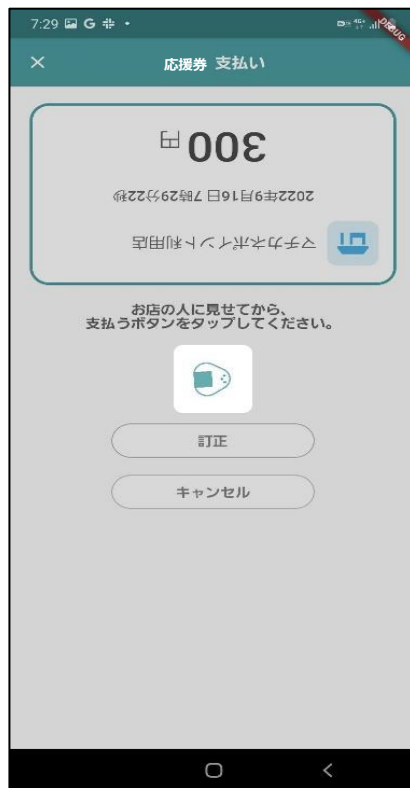 7:29
DEBUG
応援券 支払い
300 円
2022年9月16日 7時29分22秒
マチカネポイント利用店
お店の人に見せてから、
支払うボタンをタップしてください。
訂正
キャンセル